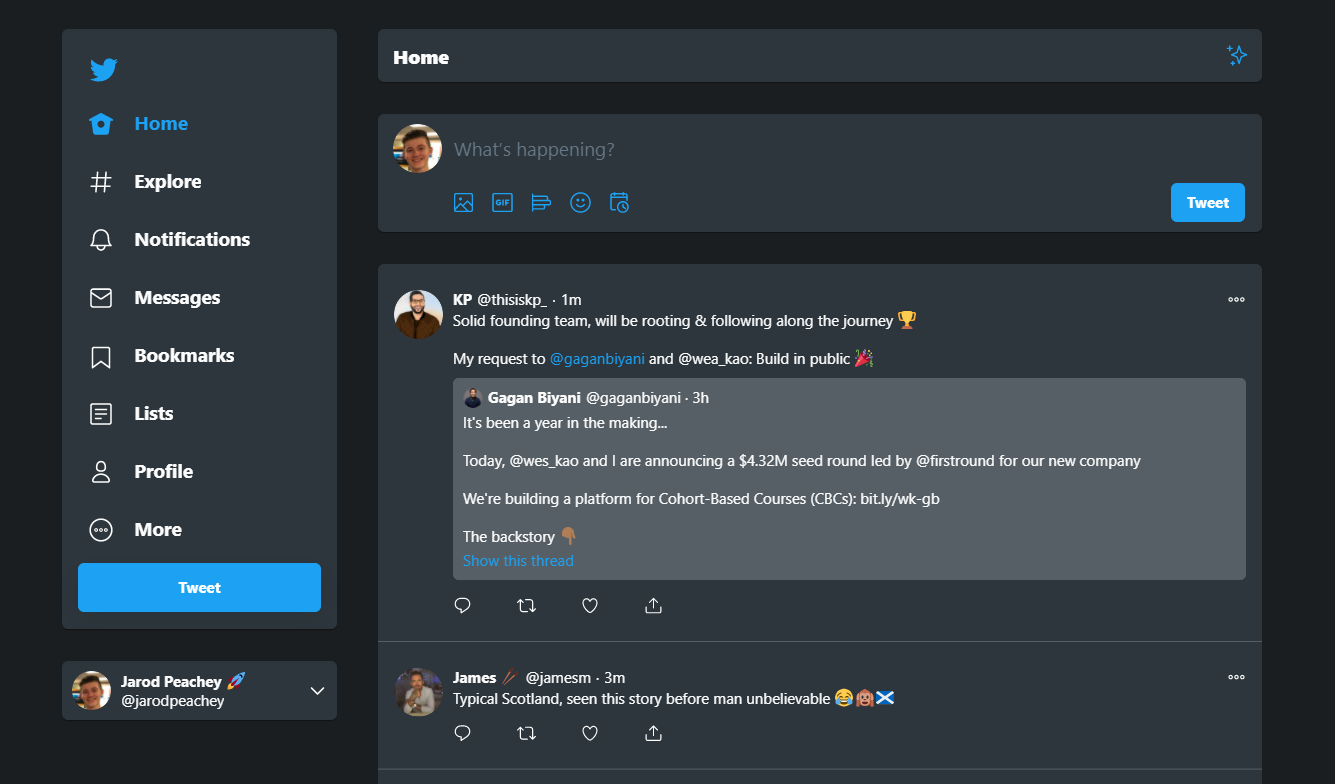 Home
Explore
Notifications
Messages
Bookmarks
Lists
Profile
More
Tweet
Jarod Peachey 🚀
@jarodpeachey
Home
What's happening?
GIF
Tweet
KP @thisiskp_ · 1m
Solid founding team, will be rooting & following along the journey 🏆
My request to @gaganbiyani and @wea_kao: Build in public 🎉
Gagan Biyani @gaganbiyani · 3h
It's been a year in the making...
Today, @wes_kao and I are announcing a $4.32M seed round led by @firstround for our new company
We're building a platform for Cohort-Based Courses (CBCs): bit.ly/wk-gb
The backstory 👇🏾
Show this thread
James @jamesm · 3m
Typical Scotland, seen this story before man unbelievable 😂🙈🏴󠁧󠁢󠁳󠁣󠁴󠁿